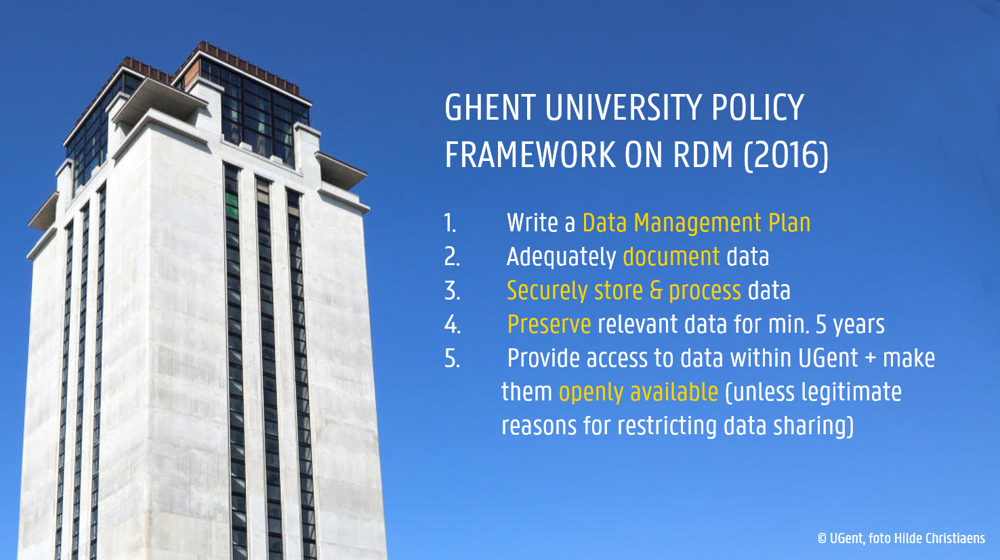 GHENT UNIVERSITY POLICY
FRAMEWORK ON RDM (2016)
1. Write a Data Management Plan
2. Adequately document data
3. Securely store & process data
4. Preserve relevant data for min. 5 years
5. Provide access to data within UGent + make
them openly available (unless legitimate
reasons for restricting data sharing)
© UGent, foto Hilde Christiaens